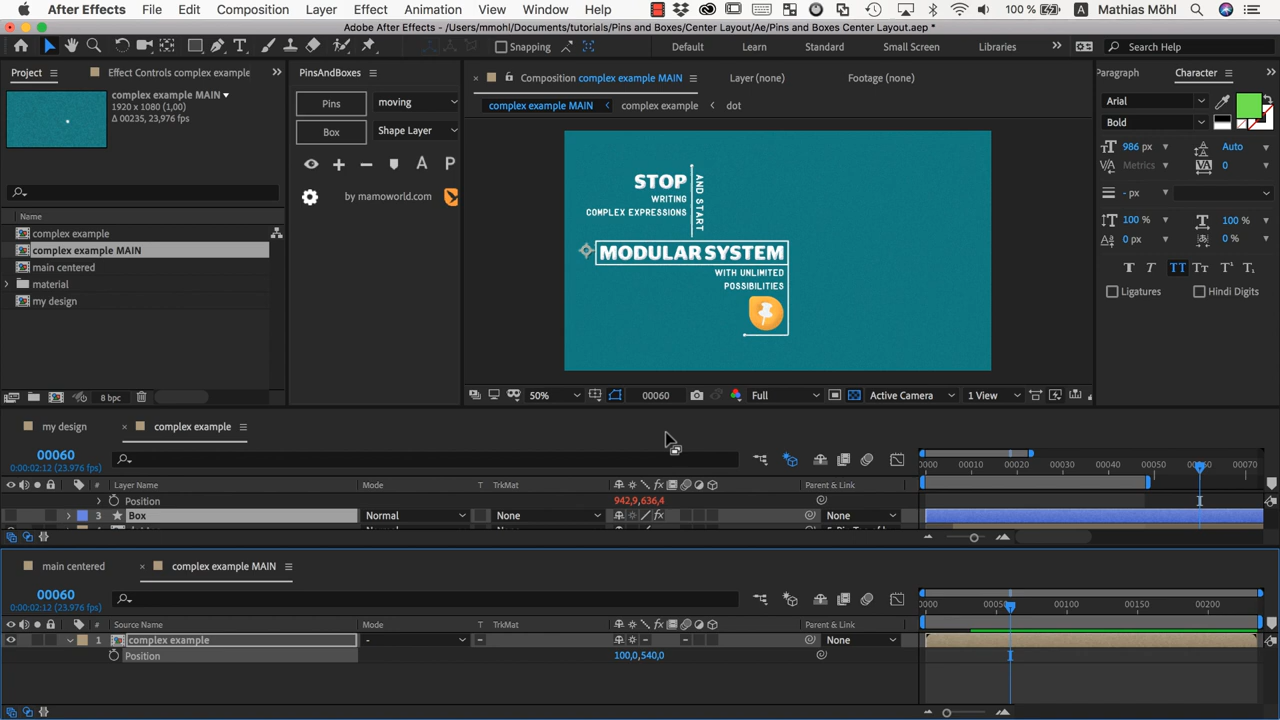 After Effects File Edit Composition Layer Effect Animation View Window Help 100 % A Mathias Möhl
Adobe After Effects - /Users/mmohl/Documents/tutorials/Pins and Boxes/Center Layout/Ae/Pins and Boxes Center Layout.aep *
Snapping Default Learn Standard Small Screen Libraries Search Help
Project Effect Controls complex example PinsAndBoxes Composition complex example MAIN Layer (none) Footage (none) Paragraph Character
complex example MAIN
1920 x 1080 (1,00)
Δ 00235, 23,976 fps)
Pins moving
Box Shape Layer
A P
by mamoworld.com
complex example MAIN complex example dot
STOP
WRITING
COMPLEX EXPRESSIONS
AND START
MODULAR SYSTEM
WITH UNLIMITED
POSSIBILITIES
Arial
Bold
986 px Auto
Metrics 0
- px
100 % 100 %
0 px 0 %
T T TT Tт T¹ T₁
Ligatures Hindi Digits
Name
complex example
complex example MAIN
main centered
material
my design
8 bpc
50% 00060 Full Active Camera 1 View
my design complex example
00060
0:00:02:12 (23.976 fps)
0000 00010 00020 00030 00040 00050 00060 00070
# Layer Name Mode T TrkMat Parent & Link
Position 942,9,636,4
3 Box Normal None None
main centered complex example MAIN
00060
0:00:02:12 (23.976 fps)
0000 00050 00100 00150 00200
# Source Name Mode T TrkMat Parent & Link
1 complex example - None
Position 100,0,540,0